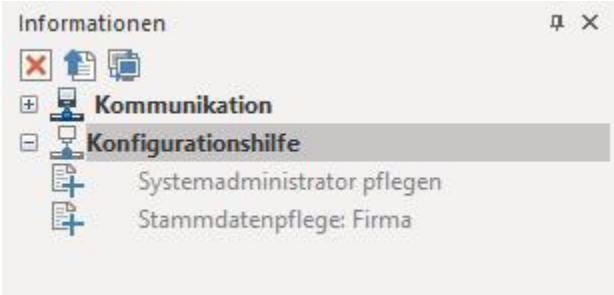 Informationen
Kommunikation
Konfigurationshilfe
Systemadministrator pflegen
Stammdatenpflege: Firma